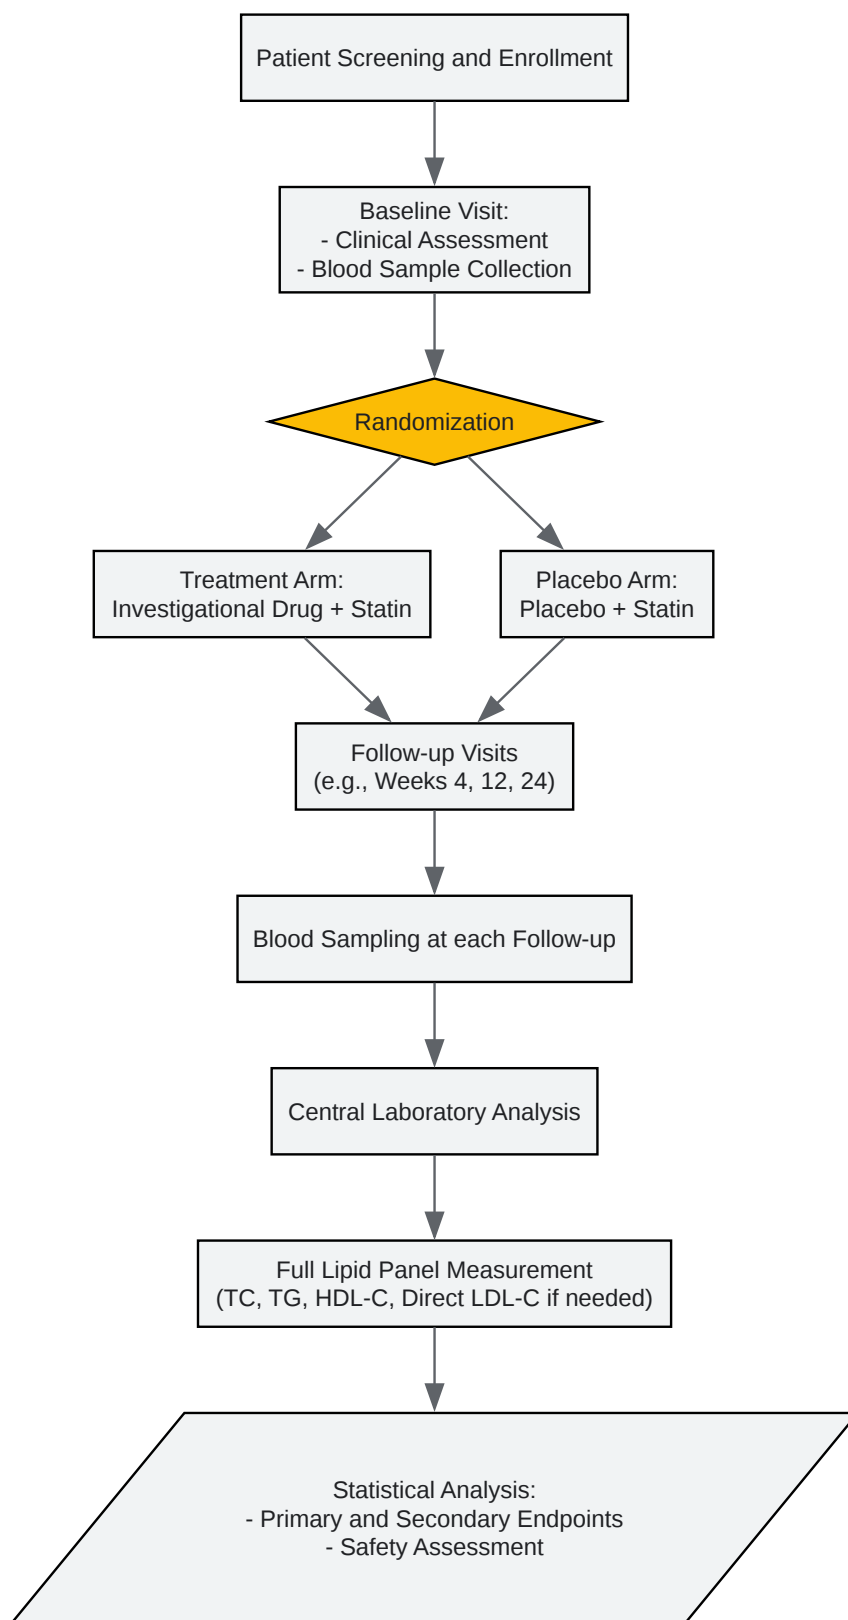 Patient Screening and Enrollment
Baseline Visit:
- Clinical Assessment
- Blood Sample Collection
Randomization
Treatment Arm:
Investigational Drug + Statin
Placebo Arm:
Placebo + Statin
Follow-up Visits
(e.g., Weeks 4, 12, 24)
Blood Sampling at each Follow-up
Central Laboratory Analysis
Full Lipid Panel Measurement
(TC, TG, HDL-C, Direct LDL-C if needed)
Statistical Analysis:
- Primary and Secondary Endpoints
- Safety Assessment